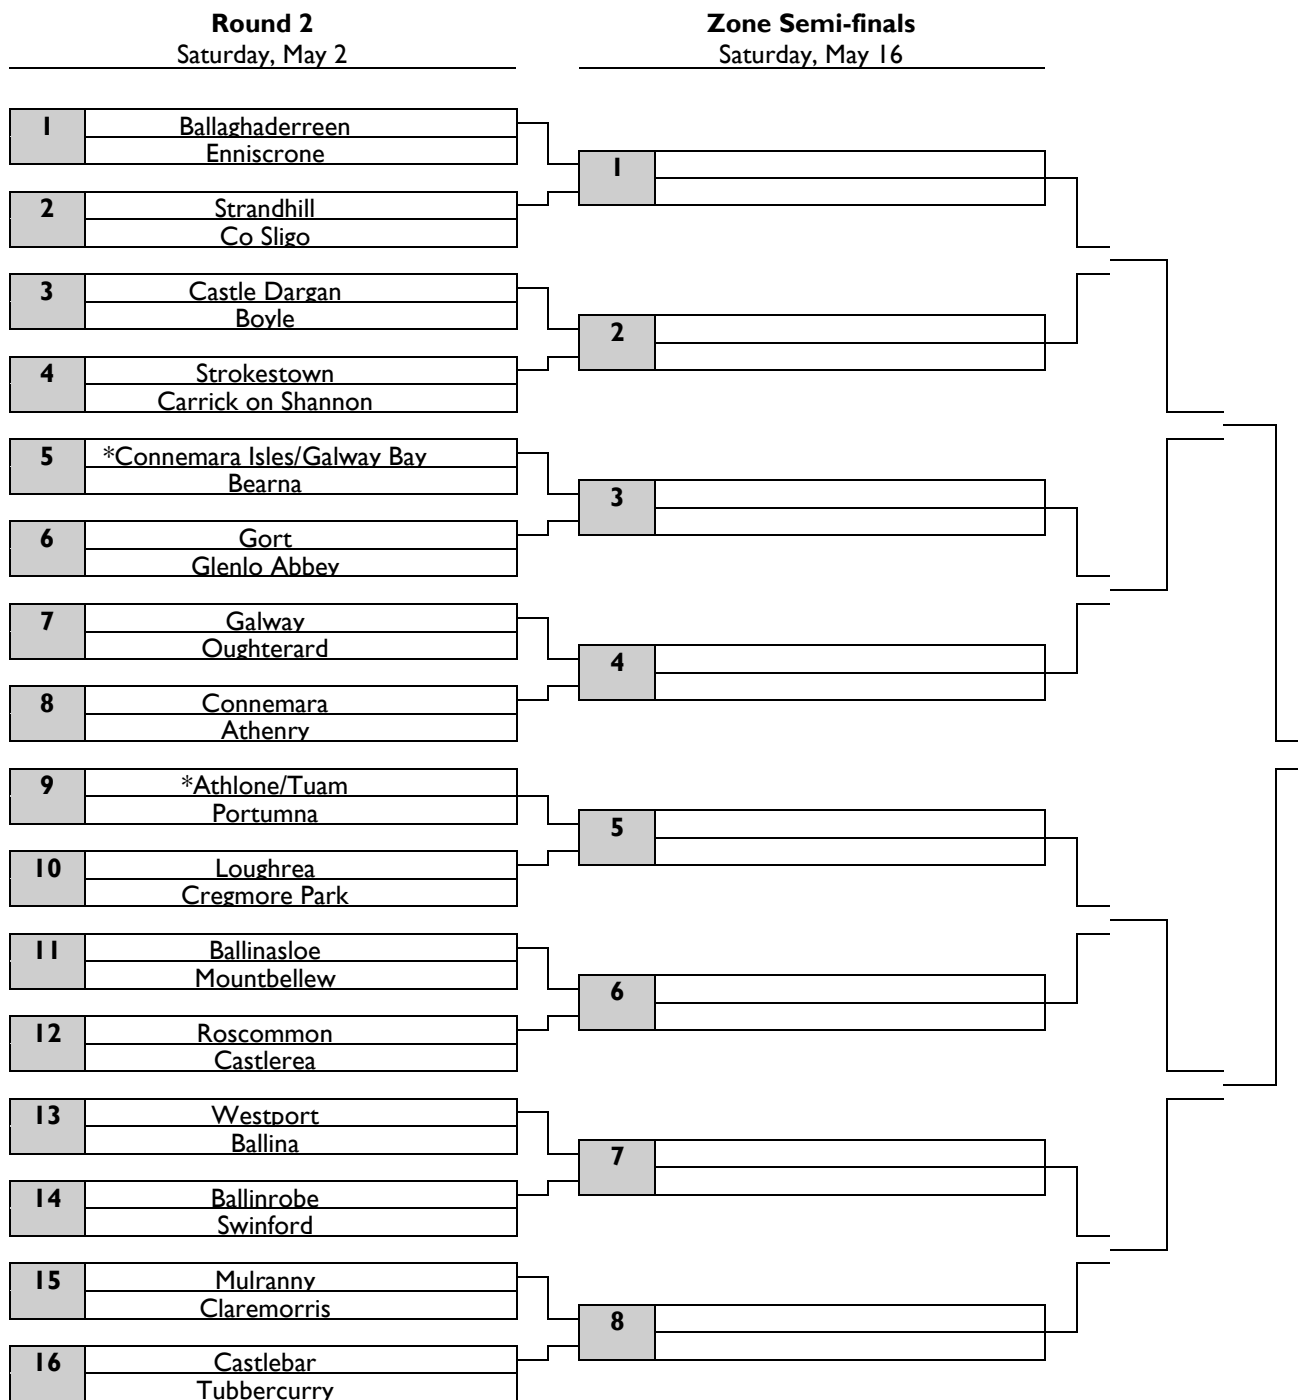 Round 2
Saturday, May 2
Zone Semi-finals
Saturday, May 16
1
Ballaghaderreen
Enniscrone
2
Strandhill
Co Sligo
1
3
Castle Dargan
Boyle
4
Strokestown
Carrick on Shannon
2
5
*Connemara Isles/Galway Bay
Bearna
6
Gort
Glenlo Abbey
3
7
Galway
Oughterard
8
Connemara
Athenry
4
9
*Athlone/Tuam
Portumna
10
Loughrea
Cregmore Park
5
11
Ballinasloe
Mountbellew
12
Roscommon
Castlerea
6
13
Westport
Ballina
14
Ballinrobe
Swinford
7
15
Mulranny
Claremorris
16
Castlebar
Tubbercurry
8